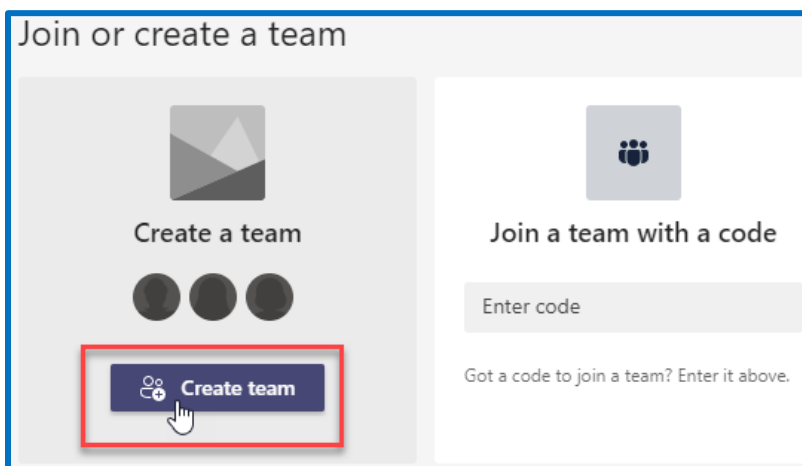 Join or create a team
Create a team
Create team
Join a team with a code
Enter code
Got a code to join a team? Enter it above.